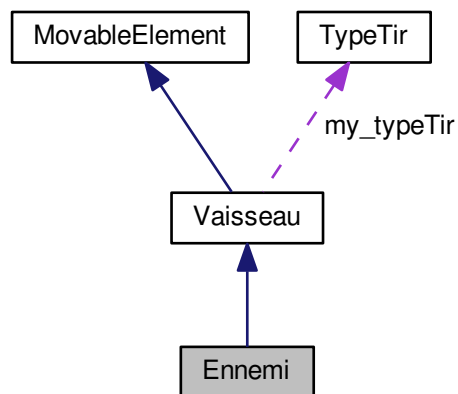 MovableElement
TypeTir
my_typeTir
Vaisseau
Ennemi